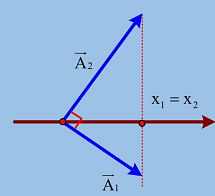 A⃗₂
x₁ = x₂
A⃗₁